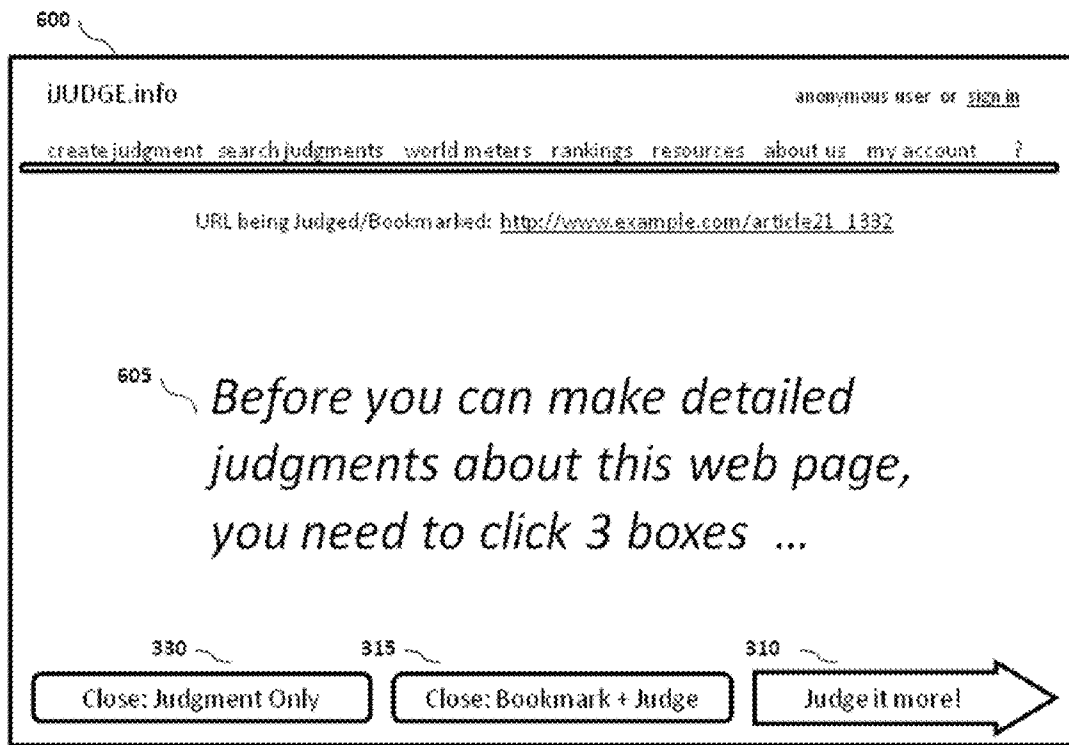 600
iJUDGE.info
anonymous user or sign in
create judgment search judgments world meters rankings resources about us my account ?
URL being Judged/Bookmarked: http://www.example.com/article21_1332
605
Before you can make detailed
judgments about this web page,
you need to click 3 boxes ...
330 315 310
Close: Judgment Only Close: Bookmark + Judge Judge it more!